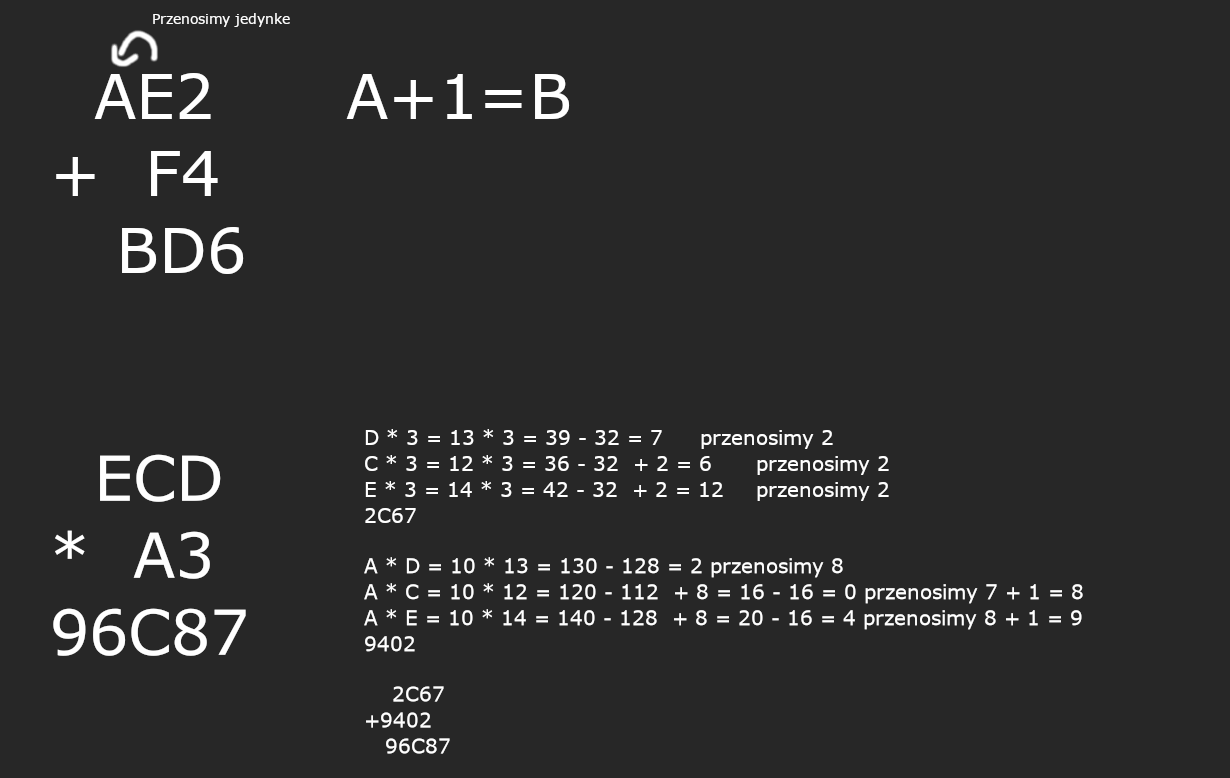 Przenosimy jedynke
AE2 A+1=B
+ F4
BD6
ECD
* A3
96C87
D * 3 = 13 * 3 = 39 - 32 = 7 przenosimy 2
C * 3 = 12 * 3 = 36 - 32 + 2 = 6 przenosimy 2
E * 3 = 14 * 3 = 42 - 32 + 2 = 12 przenosimy 2
2C67
A * D = 10 * 13 = 130 - 128 = 2 przenosimy 8
A * C = 10 * 12 = 120 - 112 + 8 = 16 - 16 = 0 przenosimy 7 + 1 = 8
A * E = 10 * 14 = 140 - 128 + 8 = 20 - 16 = 4 przenosimy 8 + 1 = 9
9402
2C67
+9402
96C87